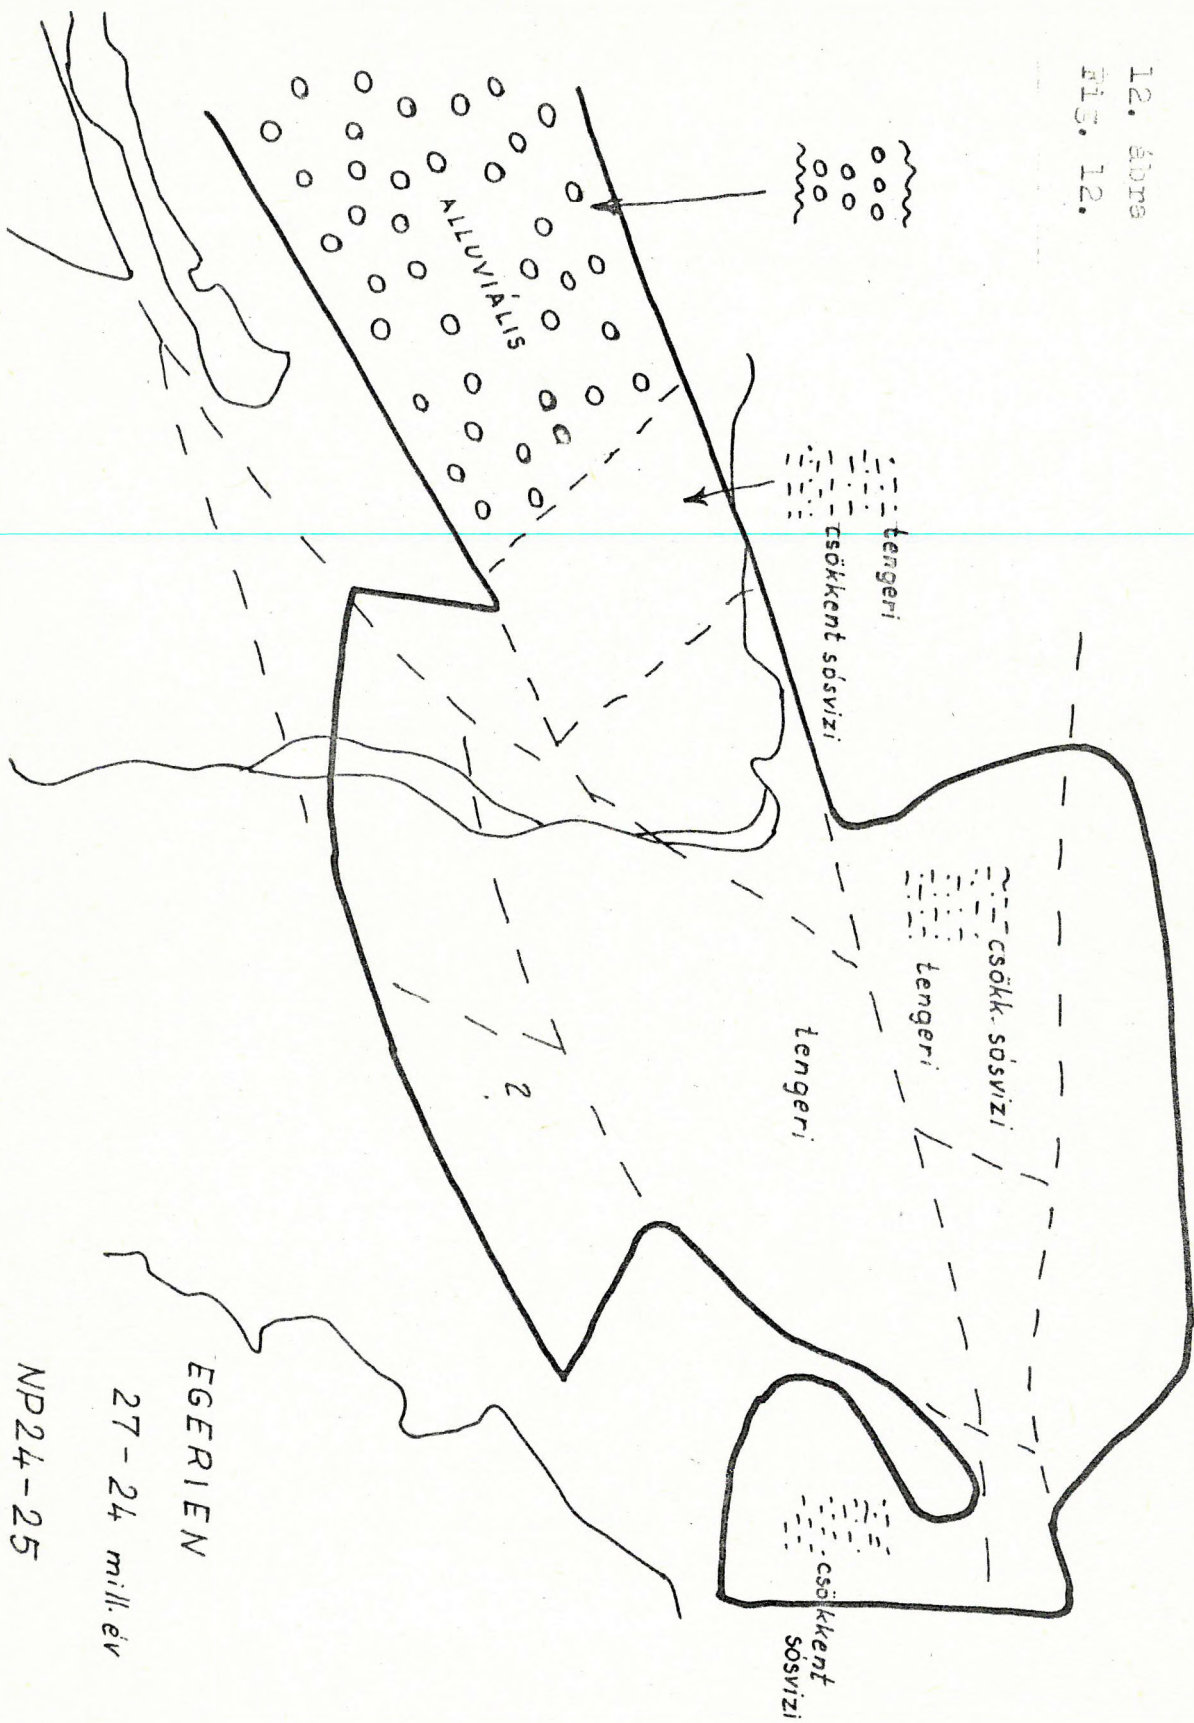 12. ábra
Fig. 12.
tengeri
csökkent sósvizi
ALLUVIÁLIS
csökk. sósvizi
tengeri
tengeri
?
csökkent
sósvizi
EGERIEN
27-24 mill. év
NP24-25